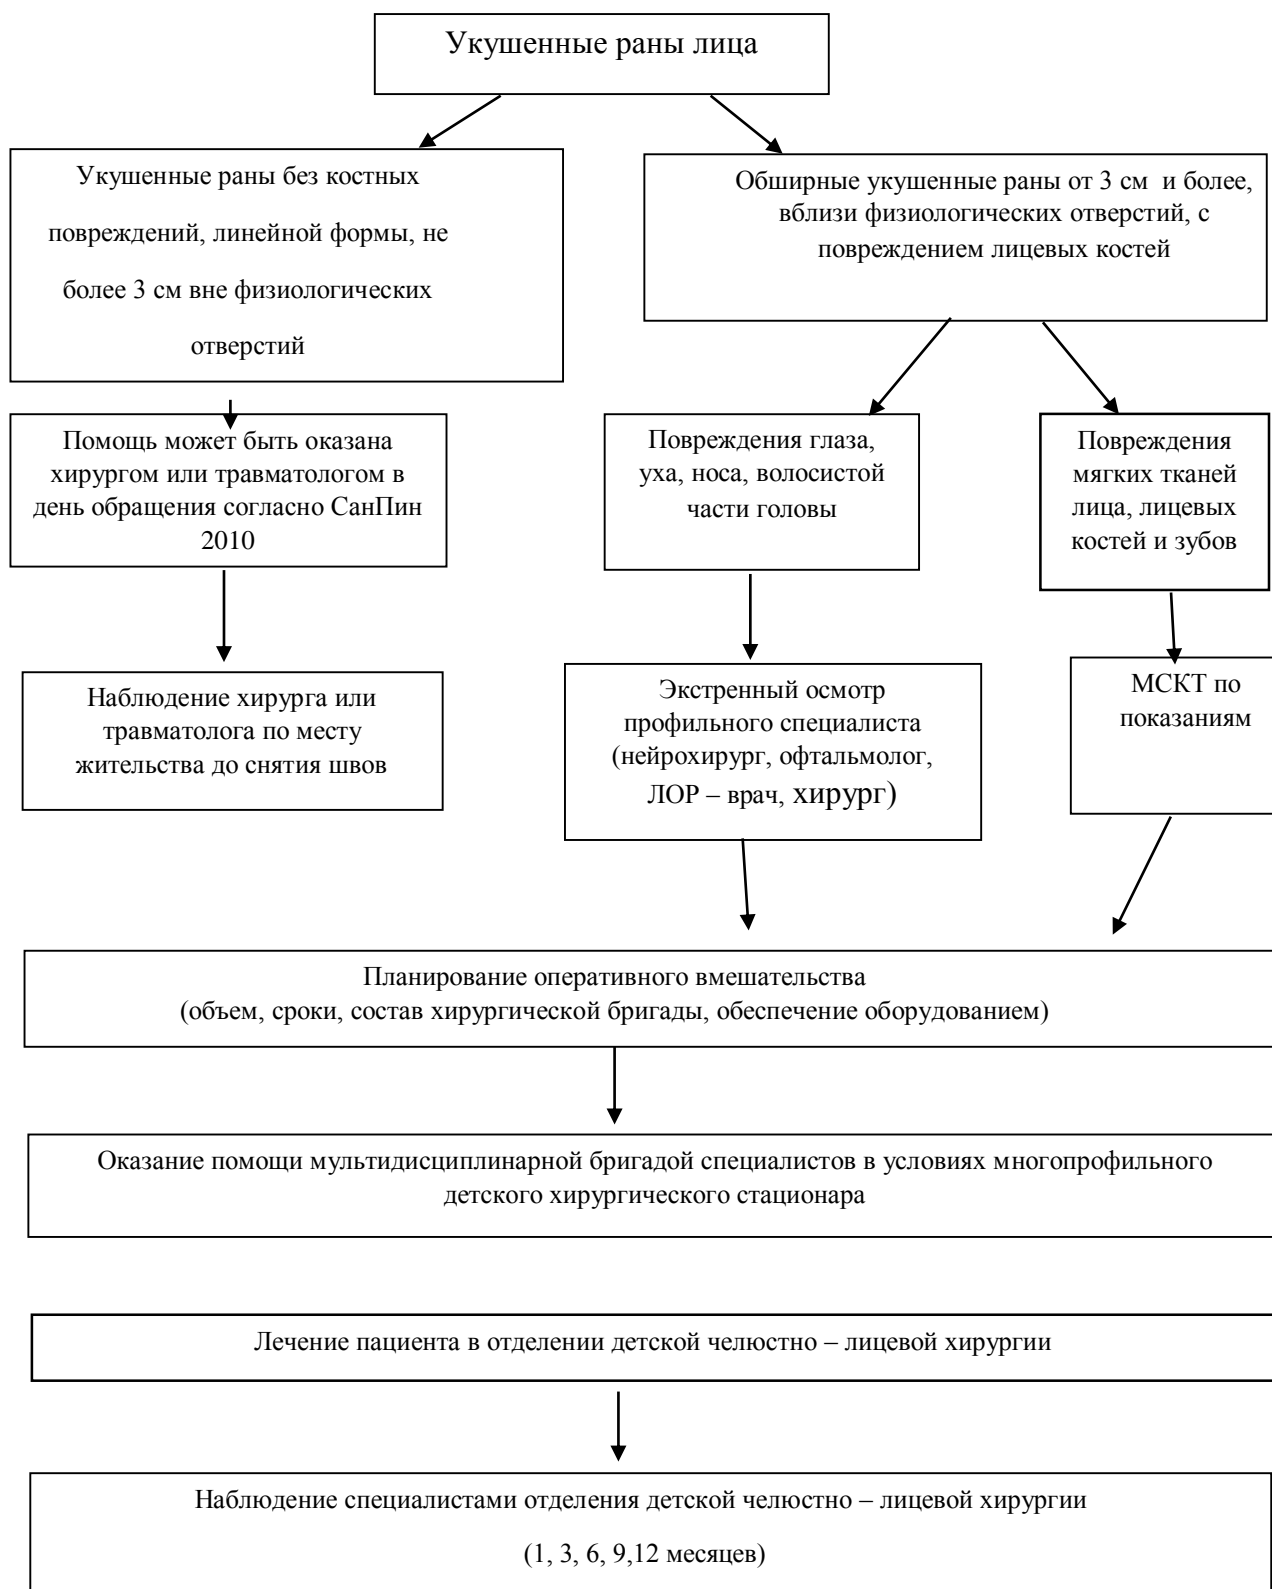 Укушенные раны лица
Укушенные раны без костных
повреждений, линейной формы, не
более 3 см вне физиологических
отверстий
Обширные укушенные раны от 3 см и более,
вблизи физиологических отверстий, с
повреждением лицевых костей
Помощь может быть оказана
хирургом или травматологом в
день обращения согласно СанПин
2010
Повреждения глаза,
уха, носа, волосистой
части головы
Повреждения
мягких тканей
лица, лицевых
костей и зубов
Наблюдение хирурга или
травматолога по месту
жительства до снятия швов
Экстренный осмотр
профильного специалиста
(нейрохирург, офтальмолог,
ЛОР – врач, хирург)
МСКТ по
показаниям
Планирование оперативного вмешательства
(объем, сроки, состав хирургической бригады, обеспечение оборудованием)
Оказание помощи мультидисциплинарной бригадой специалистов в условиях многопрофильного
детского хирургического стационара
Лечение пациента в отделении детской челюстно – лицевой хирургии
Наблюдение специалистами отделения детской челюстно – лицевой хирургии
(1, 3, 6, 9,12 месяцев)